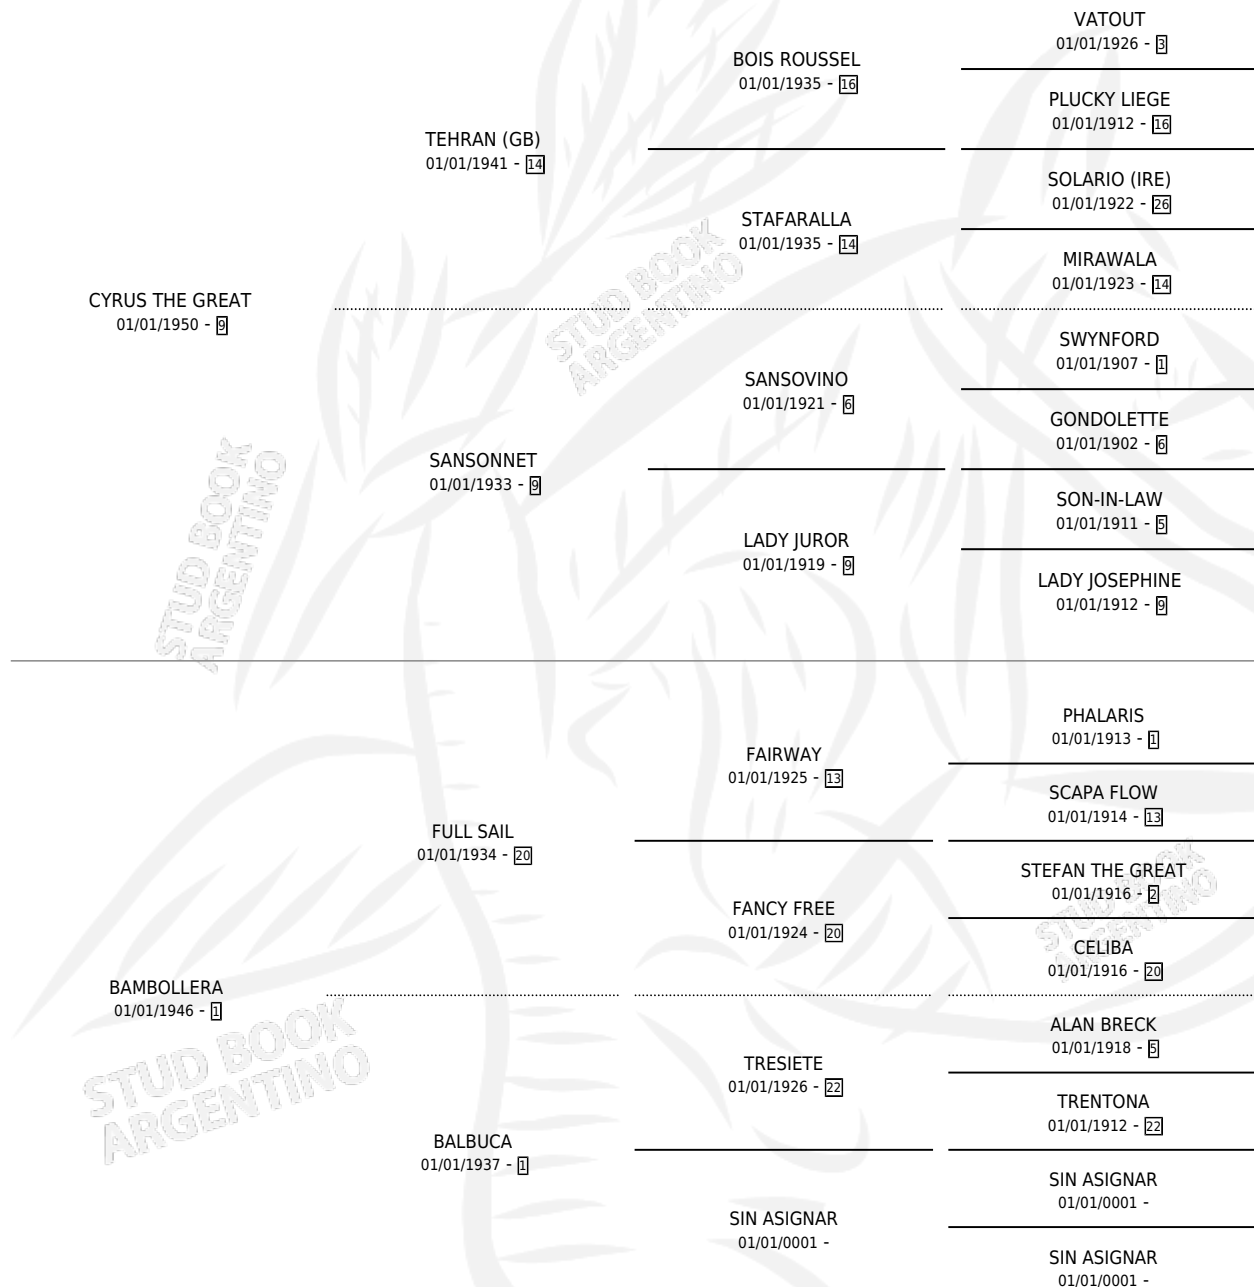 VATOUT
01/01/1926 - 3
BOIS ROUSSEL
01/01/1935 - 16
PLUCKY LIEGE
01/01/1912 - 16
TEHRAN (GB)
01/01/1941 - 14
SOLARIO (IRE)
01/01/1922 - 26
STAFARALLA
01/01/1935 - 14
MIRAWALA
01/01/1923 - 14
CYRUS THE GREAT
01/01/1950 - 9
SWYNFORD
01/01/1907 - 1
SANSOVINO
01/01/1921 - 6
GONDOLETTE
01/01/1902 - 6
SANSONNET
01/01/1933 - 9
SON-IN-LAW
01/01/1911 - 5
LADY JUROR
01/01/1919 - 9
LADY JOSEPHINE
01/01/1912 - 9
PHALARIS
01/01/1913 - 1
FAIRWAY
01/01/1925 - 13
SCAPA FLOW
01/01/1914 - 13
FULL SAIL
01/01/1934 - 20
STEFAN THE GREAT
01/01/1916 - 2
FANCY FREE
01/01/1924 - 20
CELIBA
01/01/1916 - 20
BAMBOLLERA
01/01/1946 - 1
ALAN BRECK
01/01/1918 - 5
TRESIETE
01/01/1926 - 22
TRENTONA
01/01/1912 - 22
BALBUCA
01/01/1937 - 1
SIN ASIGNAR
01/01/0001 -
SIN ASIGNAR
01/01/0001 -
SIN ASIGNAR
01/01/0001 -
STUD BOOK
ARGENTINO
STUD BOOK
ARGENTINO
STUD BOOK
ARGENTINO
STUD BOOK
ARGENTINO